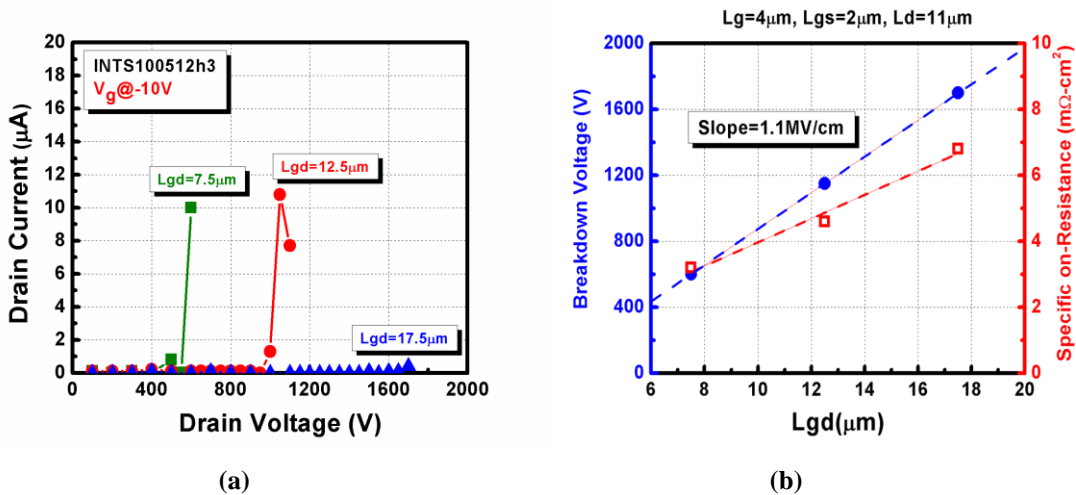 20
18
16
14
12
10
8
6
4
2
0
Drain Current (μA)
INTS100512h3
Vg@-10V
Lgd=7.5μm
Lgd=12.5μm
Lgd=17.5μm
0 400 800 1200 1600 2000
Drain Voltage (V)
(a)
Lg=4μm, Lgs=2μm, Ld=11μm
2000
1600
1200
800
400
0
Breakdown Voltage (V)
Slope=1.1MV/cm
10
8
6
4
2
0
Specific on-Resistance (mΩ-cm²)
6 8 10 12 14 16 18 20
Lgd(μm)
(b)